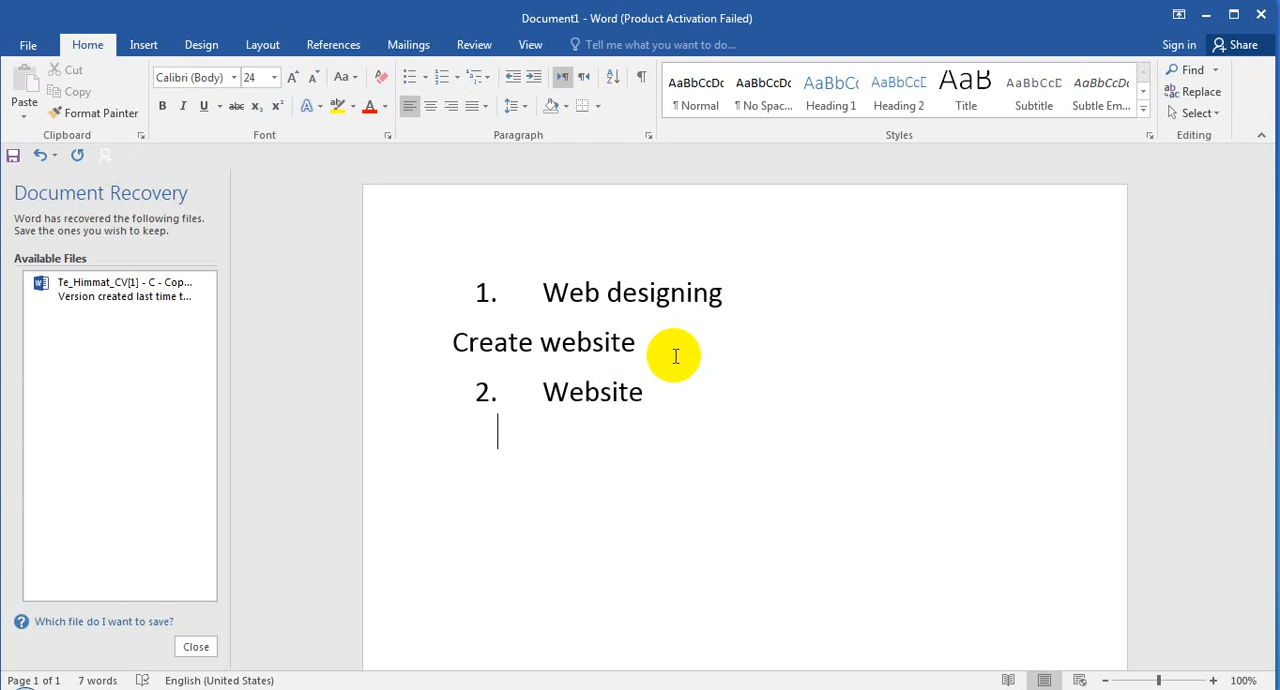 Document1 - Word (Product Activation Failed)
File Home Insert Design Layout References Mailings Review View Tell me what you want to do... Sign in Share
Paste
Cut
Copy
Format Painter
Clipboard
Calibri (Body) 24
Font
Paragraph
AaBbCcDc AaBbCcDc AaBbCc AaBbCcD AaB AaBbCcD AaBbCcDc
¶ Normal ¶ No Spac... Heading 1 Heading 2 Title Subtitle Subtle Em...
Styles
Find
Replace
Select
Editing
Document Recovery
Word has recovered the following files.
Save the ones you wish to keep.
Available Files
Te_Himmat_CV[1] - C - Cop...
Version created last time t...
Which file do I want to save?
Close
1. Web designing
Create website
2. Website
Page 1 of 1 7 words English (United States) 100%